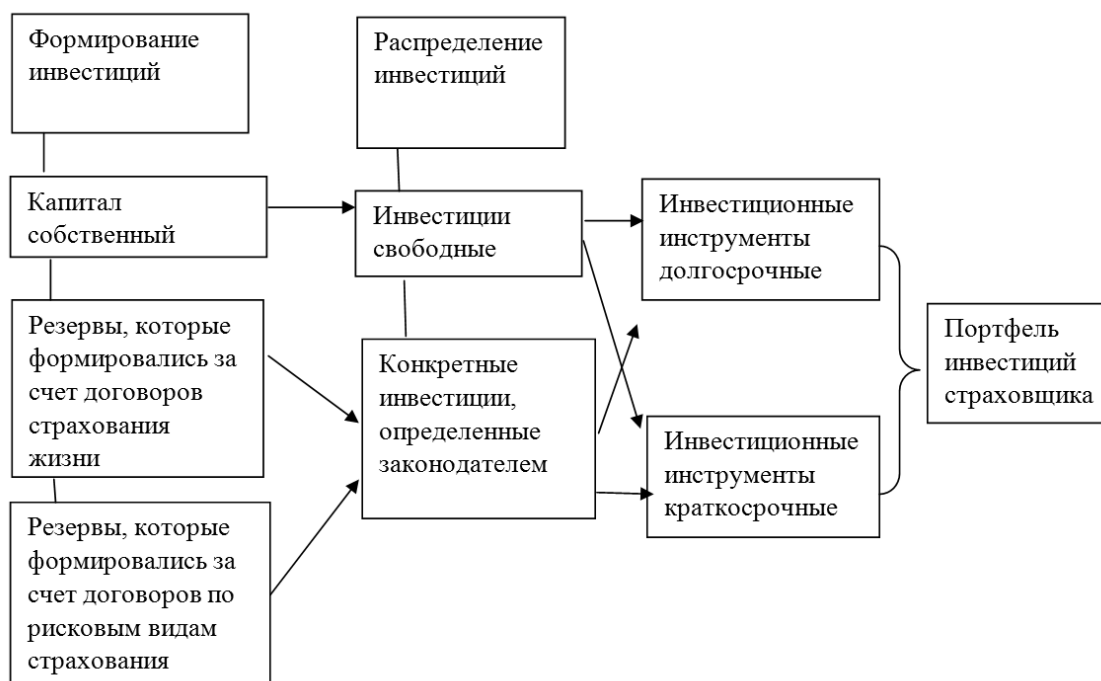 Формирование
инвестиций
Распределение
инвестиций
Капитал
собственный
Инвестиции
свободные
Инвестиционные
инструменты
долгосрочные
Резервы, которые
формировались за
счет договоров
страхования
жизни
Конкретные
инвестиции,
определенные
законодателем
Портфель
инвестиций
страховщика
Инвестиционные
инструменты
краткосрочные
Резервы, которые
формировались за
счет договоров по
рисковым видам
страхования